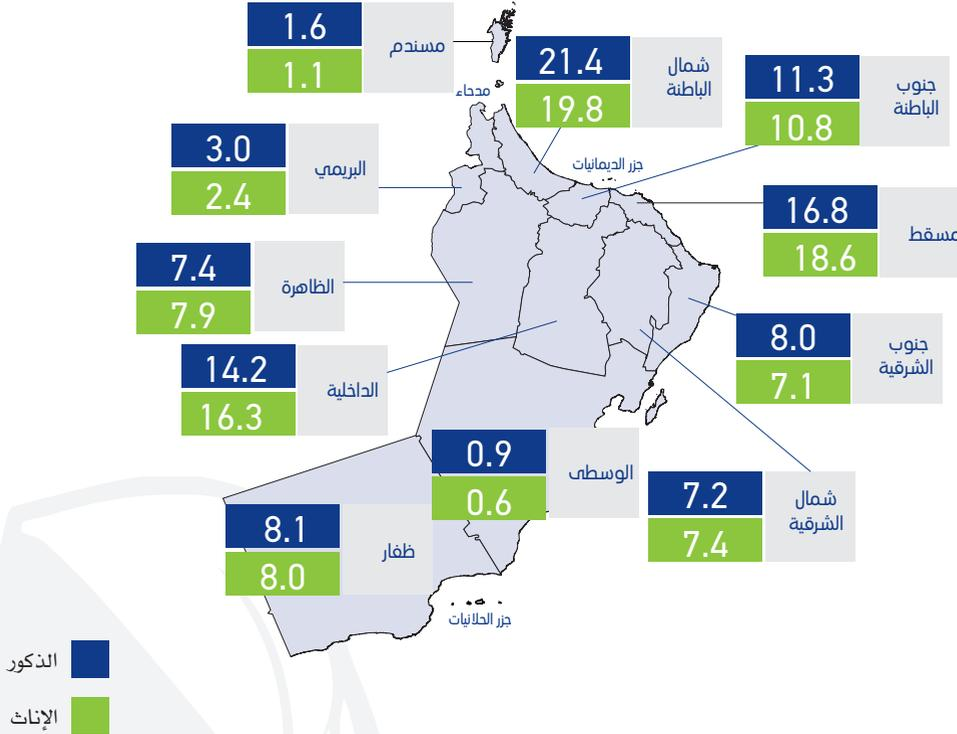 1.6
1.1
مسندم
مدحاء
21.4
19.8
شمال
الباطنة
11.3
10.8
جنوب
الباطنة
جزر الديمانيات
3.0
2.4
البريمي
16.8
18.6
مسقط
7.4
7.9
الظاهرة
8.0
7.1
جنوب
الشرقية
14.2
16.3
الداخلية
0.9
0.6
الوسطى
7.2
7.4
شمال
الشرقية
8.1
8.0
ظفار
جزر الحلانيات
الذكور
الإناث